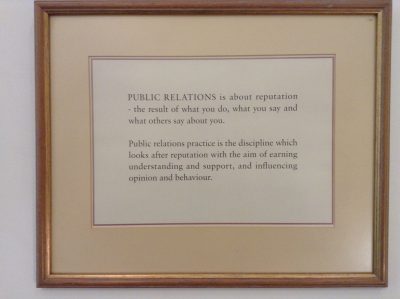 PUBLIC RELATIONS is about reputation
- the result of what you do, what you say and
what others say about you.
Public relations practice is the discipline which
looks after reputation with the aim of earning
understanding and support, and influencing
opinion and behaviour.